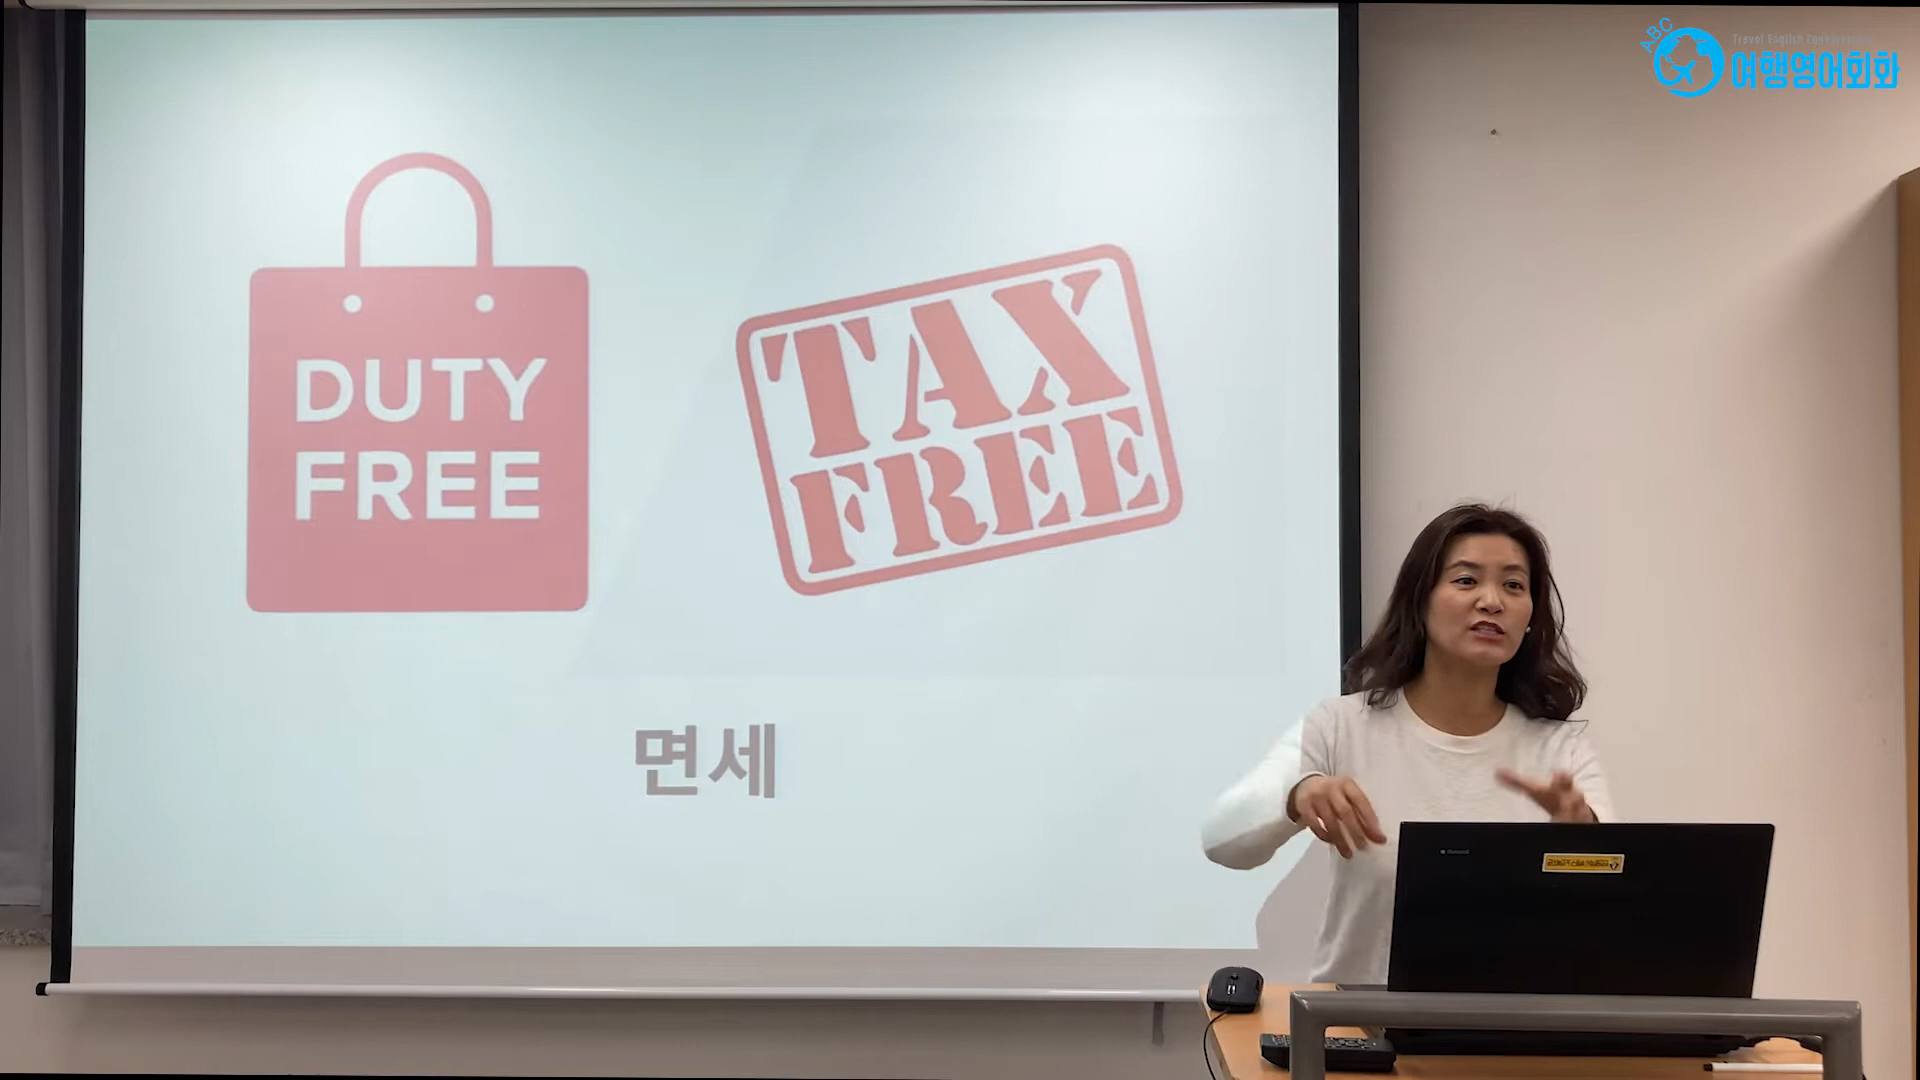 ABC
Travel English Conversation
여행영어회화
DUTY
FREE
TAX
FREE
면세